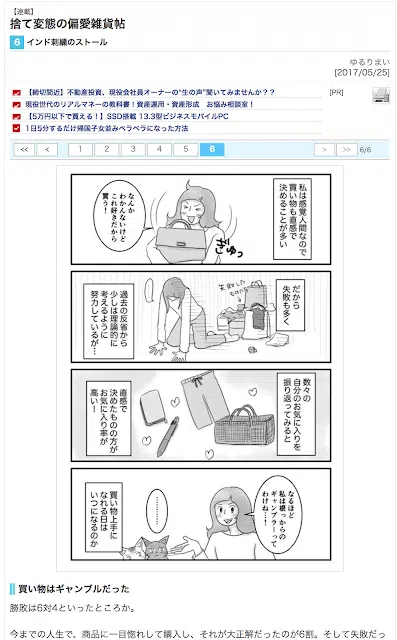 【連載】
捨て変態の偏愛雑貨帖
6 インド刺繍のストール
ゆるりまい
[2017/05/25]
【締切間近】不動産投資、現役会社員オーナーの"生の声"聞いてみませんか？？
[PR]
現役世代のリアルマネーの教科書！資産運用・資産形成　お悩み相談室！
【5万円以下で買える！】SSD搭載 13.3型ビジネスモバイルPC
1日5分するだけ帰国子女並みペラペラになった方法
<< < 1 2 3 4 5 6 > >> 6/6
私は感覚人間なので
買い物も直感で
決めることが多い
なんか
わかんないけど
これ好きだから
買う！
ぎゅっ
だから
失敗も多く
失敗した
ものたち
過去の反省から
少しは理論的に
考えるように
努力しているが…
数々の
自分のお気に入りを
振り返ってみると
直感で
決めたものの方が
お気に入り率が
高い！
なるほど
私は根っからの
ギャンブラーって
わけね…！
…………
買い物上手に
なれる日は
いつになるのか
買い物はギャンブルだった
勝敗は6対4といったところか。
今までの人生で、商品に一目惚れして購入し、それが大正解だったのが6割。そして失敗だっ